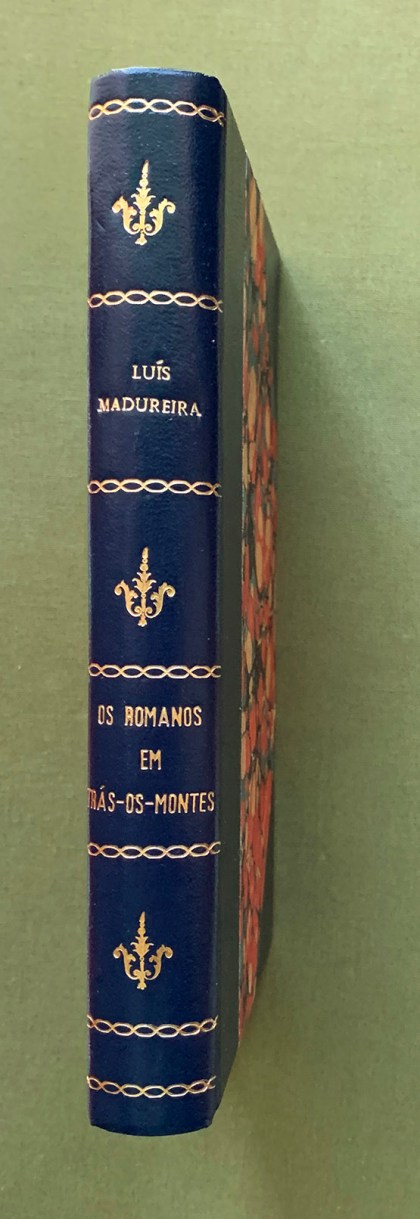 LUÍS
MADUREIRA
OS ROMANOS
EM
TRÁS-OS-MONTES